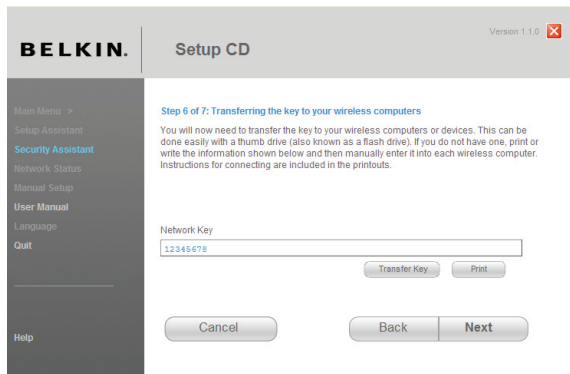 Version 1.1.0
BELKIN.
Setup CD
Main Menu >
Setup Assistant
Security Assistant
Network Status
Manual Setup
User Manual
Language
Quit
Help
Step 6 of 7: Transferring the key to your wireless computers
You will now need to transfer the key to your wireless computers or devices. This can be
done easily with a thumb drive (also known as a flash drive). If you do not have one, print or
write the information shown below and then manually enter it into each wireless computer.
Instructions for connecting are included in the printouts.
Network Key
12345678
Transfer Key
Print
Cancel
Back
Next